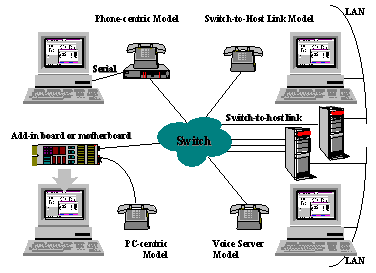 Phone-centric Model
Switch-to-Host Link Model
LAN
Serial
Switch-to-host link
Add-in board or motherboard
Switch
PC-centric
Model
Voice Server
Model
LAN